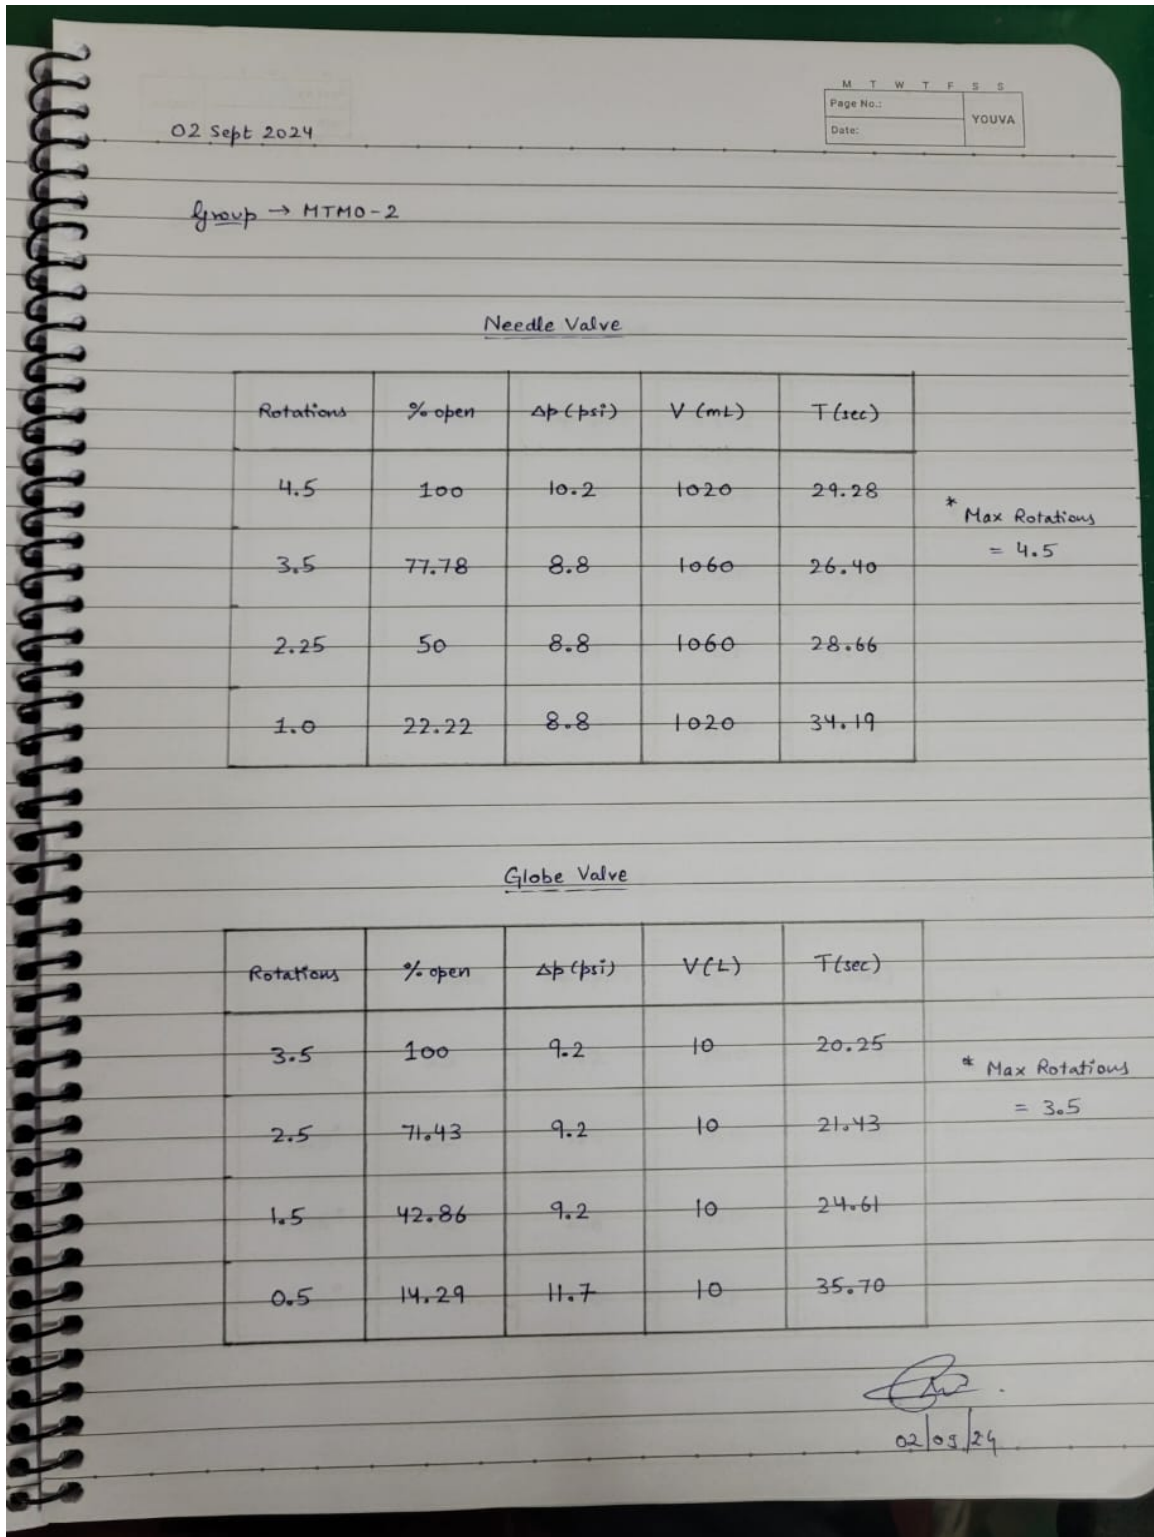 M T W T F S S
Page No.:
YOUVA
Date:
02 Sept 2024
Group → MTMO-2
Needle Valve
Rotations % open Δp (psi) V (mL) T (sec)
4.5 100 10.2 1020 29.28
* Max Rotations
= 4.5
3.5 77.78 8.8 1060 26.40
2.25 50 8.8 1060 28.66
1.0 22.22 8.8 1020 34.19
Globe Valve
Rotations % open Δp (psi) V (L) T (sec)
3.5 100 9.2 10 20.25
* Max Rotations
= 3.5
2.5 71.43 9.2 10 21.43
1.5 42.86 9.2 10 24.61
0.5 14.29 11.7 10 35.70
02/09/24